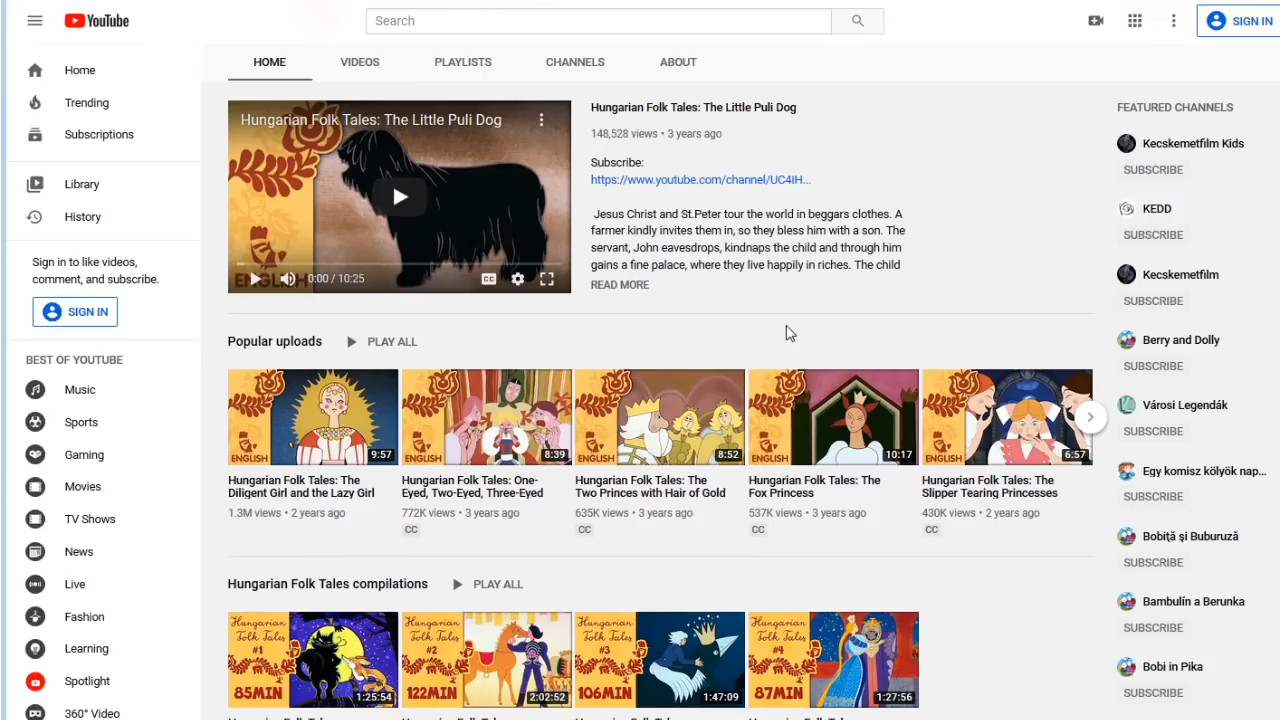 YouTube
Search
SIGN IN
Home
Trending
Subscriptions
Library
History
Sign in to like videos,
comment, and subscribe.
SIGN IN
BEST OF YOUTUBE
Music
Sports
Gaming
Movies
TV Shows
News
Live
Fashion
Learning
Spotlight
360° Video
HOME
VIDEOS
PLAYLISTS
CHANNELS
ABOUT
Hungarian Folk Tales: The Little Puli Dog
ENGLISH
0:00 / 10:25
CC
Hungarian Folk Tales: The Little Puli Dog
148,528 views • 3 years ago
Subscribe:
https://www.youtube.com/channel/UC4IH...
Jesus Christ and St.Peter tour the world in beggars clothes. A
farmer kindly invites them in, so they bless him with a son. The
servant, John eavesdrops, kindnaps the child and through him
gains a fine palace, where they live happily in riches. The child
READ MORE
Popular uploads
PLAY ALL
ENGLISH
9:57
Hungarian Folk Tales: The
Diligent Girl and the Lazy Girl
1.3M views • 2 years ago
ENGLISH
8:39
Hungarian Folk Tales: One-
Eyed, Two-Eyed, Three-Eyed
772K views • 3 years ago
CC
ENGLISH
8:52
Hungarian Folk Tales: The
Two Princes with Hair of Gold
635K views • 3 years ago
CC
ENGLISH
10:17
Hungarian Folk Tales: The
Fox Princess
537K views • 3 years ago
CC
ENGLISH
6:57
Hungarian Folk Tales: The
Slipper Tearing Princesses
430K views • 2 years ago
CC
Hungarian Folk Tales compilations
PLAY ALL
Hungarian
Folk Tales
#1
85MIN
1:25:54
Hungarian
Folk Tales
#2
122MIN
2:02:52
Hungarian
Folk Tales
#3
106MIN
1:47:09
Hungarian
Folk Tales
#4
87MIN
1:27:56
FEATURED CHANNELS
Kecskemetfilm Kids
SUBSCRIBE
KEDD
SUBSCRIBE
Kecskemetfilm
SUBSCRIBE
Berry and Dolly
SUBSCRIBE
Városi Legendák
SUBSCRIBE
Egy komisz kölyök nap...
SUBSCRIBE
Bobiţă şi Buburuză
SUBSCRIBE
Bambulín a Berunka
SUBSCRIBE
Bobi in Pika
SUBSCRIBE